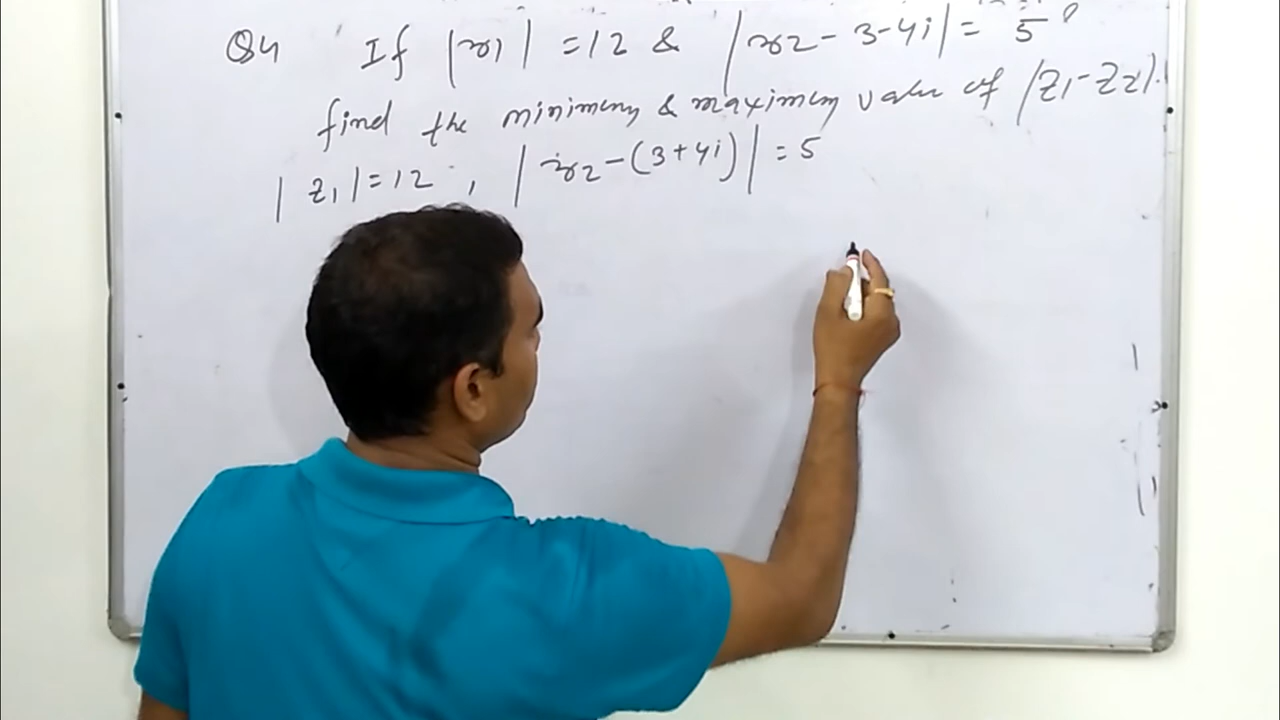 Q4 If |z1| = 12 & |z2 - 3 - 4i| = 5
find the minimum & maximum value of |Z1 - Z2|.
|z1| = 12, |z2 - (3 + 4i)| = 5